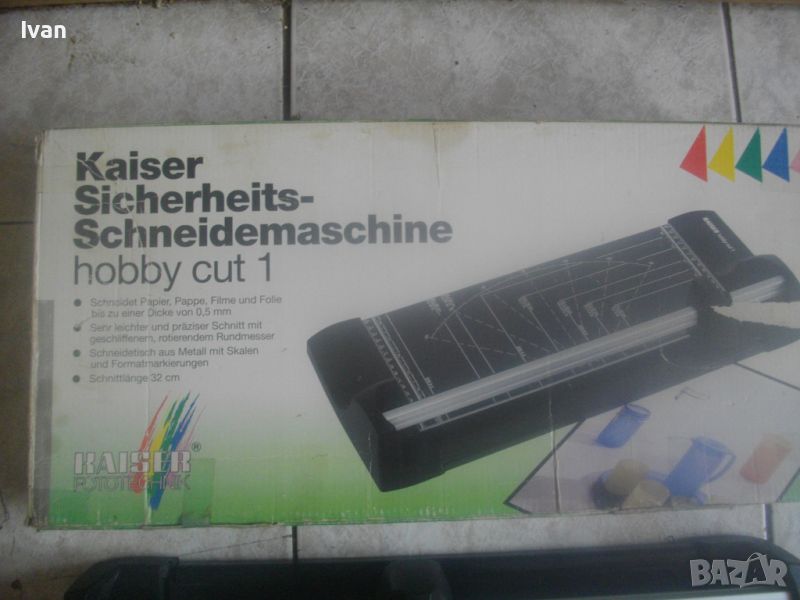 Ivan
Kaiser
Sicherheits-
Schneidemaschine
hobby cut 1
• Schneidet Papier, Pappe, Filme und Folie
bis zu einer Dicke von 0,5 mm
• Sehr leichter und präziser Schnitt mit
geschliffenem, rotierendem Rundmesser
• Schneidetisch aus Metall mit Skalen
und Formatmarkierungen
• Schnittlänge 32 cm
KAISER ®
FOTOTECHNIK
BAZAR